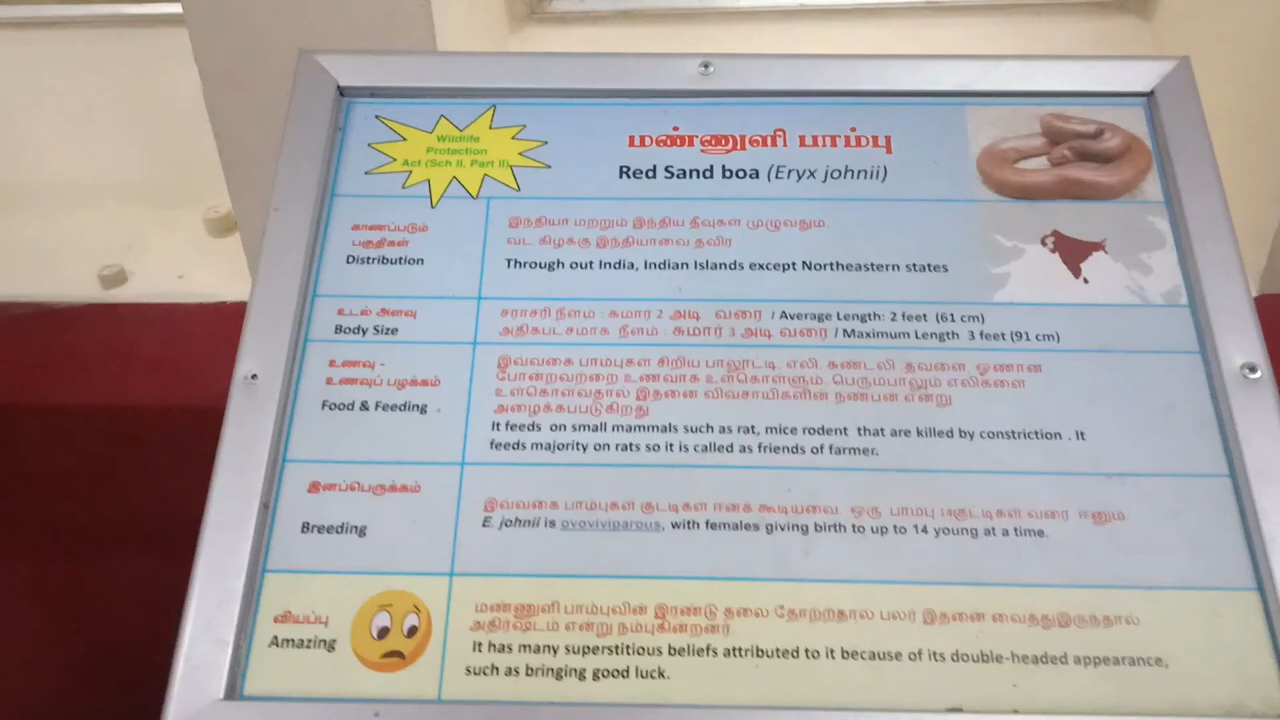 Wildlife
Protection
Act (Sch II, Part II)
மண்ணுளி பாம்பு
Red Sand boa (Eryx johnii)
காணப்படும்
பகுதிகள்
Distribution
இந்தியா மற்றும் இந்திய தீவுகள் முழுவதும்
வட கிழக்கு இந்தியாவை தவிர
Through out India, Indian Islands except Northeastern states
உடல் அளவு
Body Size
சராசரி நீளம் : சுமார் 2 அடி வரை / Average Length: 2 feet (61 cm)
அதிகபட்சமாக நீளம் : சுமார் 3 அடி வரை / Maximum Length 3 feet (91 cm)
உணவு -
உணவுப் பழக்கம்
Food & Feeding .
இவ்வகை பாம்புகள் சிறிய பாலூட்டி, எலி, சுண்டலி, தவளை, ஓணான்
போன்றவற்றை உணவாக உள்கொள்ளும். பெரும்பாலும் எலிகளை
உள்கொள்வதால் இதனை விவசாயிகளின் நண்பன் என்று
அழைக்கப்படுகிறது
It feeds on small mammals such as rat, mice rodent that are killed by constriction . It
feeds majority on rats so it is called as friends of farmer.
இனப்பெருக்கம்
Breeding
இவ்வகை பாம்புகள் குட்டிகள் ஈனக் கூடியவை. ஒரு பாம்பு 14குட்டிகள் வரை ஈனும்
E. johnii is ovoviviparous, with females giving birth to up to 14 young at a time.
வியப்பு
Amazing
மண்ணுளி பாம்புவின் இரண்டு தலை தோற்றதால் பலர் இதனை வைத்துஇருந்தால்
அதிர்ஷ்டம் என்று நம்புகின்றனர்.
It has many superstitious beliefs attributed to it because of its double-headed appearance,
such as bringing good luck.